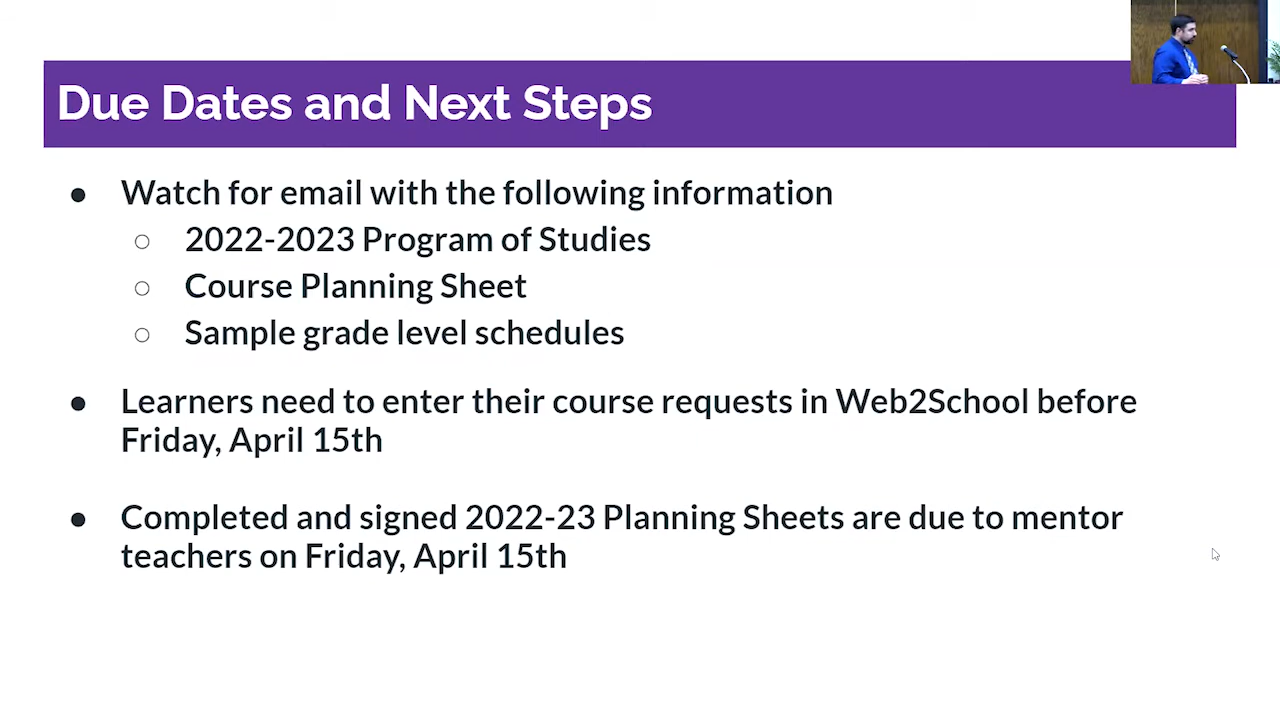 Due Dates and Next Steps
● Watch for email with the following information
○ 2022-2023 Program of Studies
○ Course Planning Sheet
○ Sample grade level schedules
● Learners need to enter their course requests in Web2School before
Friday, April 15th
● Completed and signed 2022-23 Planning Sheets are due to mentor
teachers on Friday, April 15th